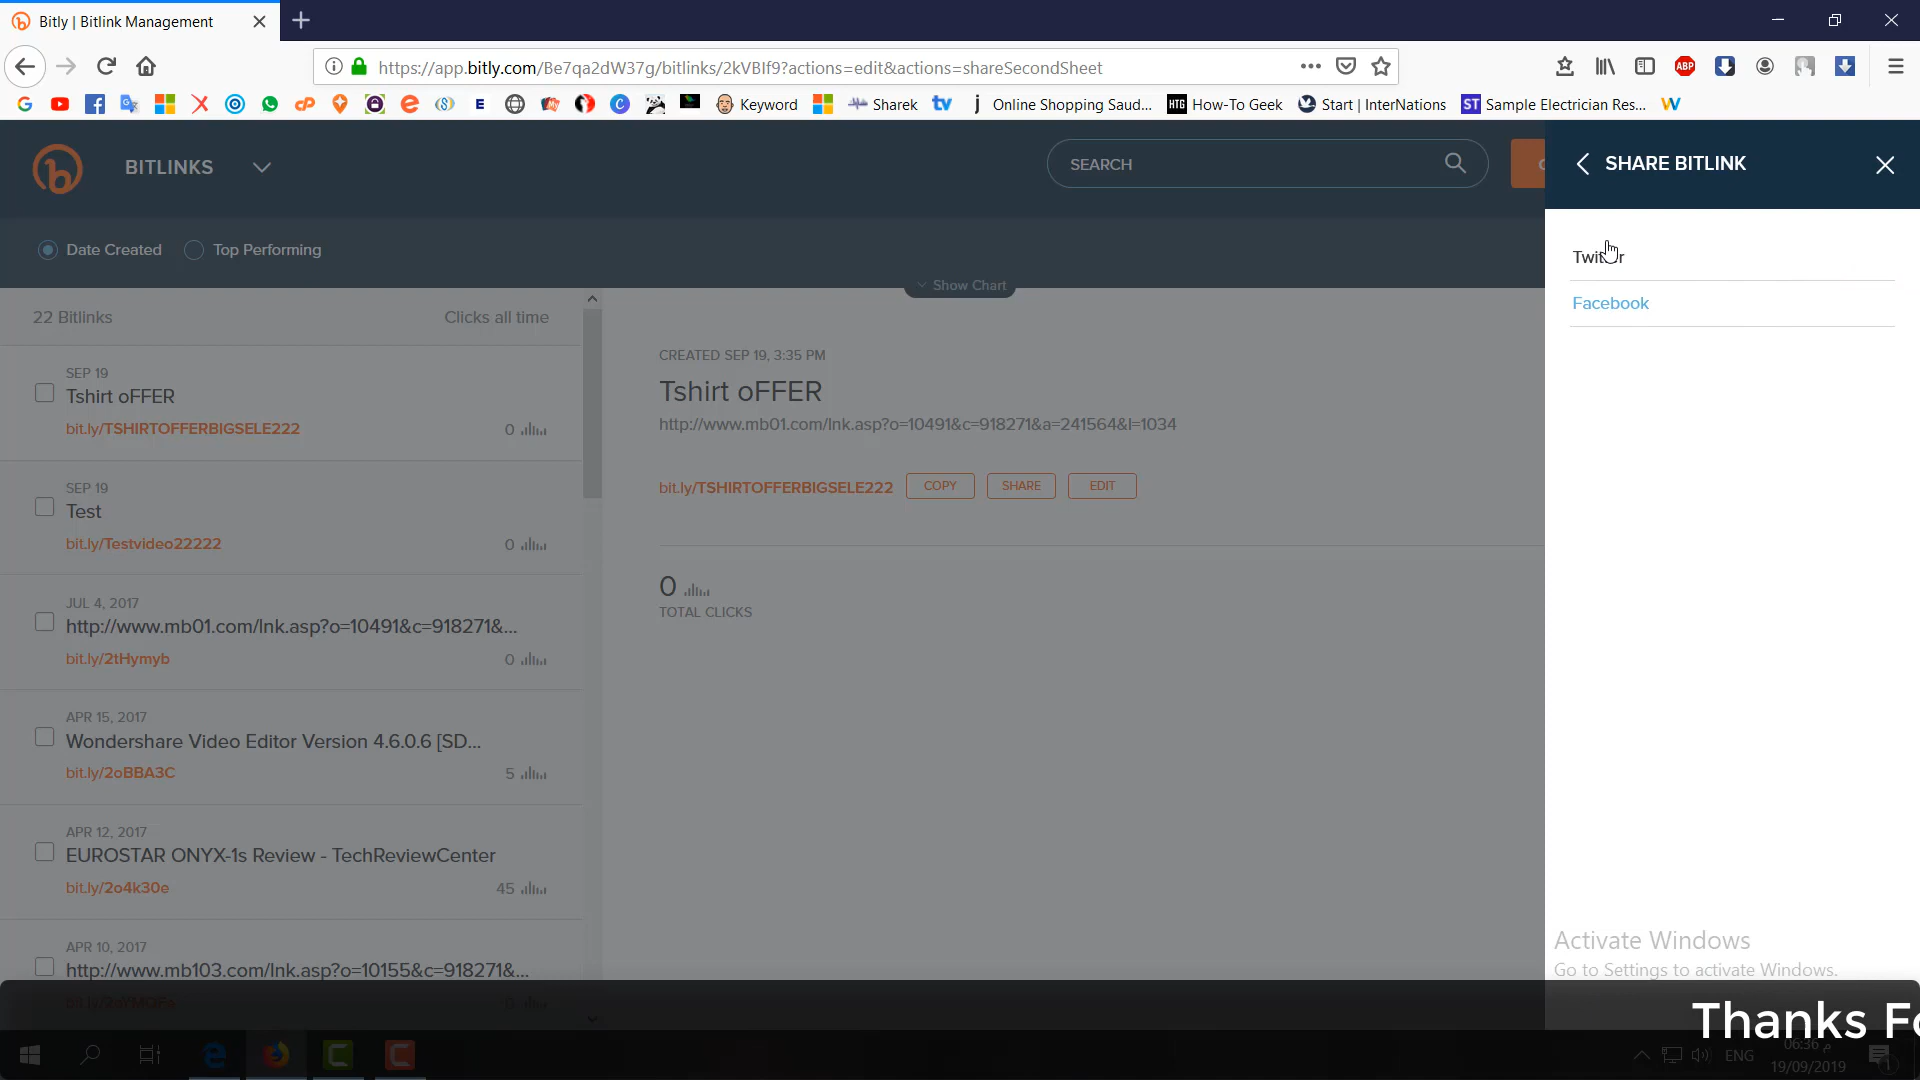 Bitly | Bitlink Management
https://app.bitly.com/Be7qa2dW37g/bitlinks/2kVBIf9?actions=edit&actions=shareSecondSheet
Keyword
Sharek
Online Shopping Saud...
HTG How-To Geek
Start | InterNations
ST Sample Electrician Res...
ABP
BITLINKS
SEARCH
SHARE BITLINK
Date Created
Top Performing
Show Chart
Twitter
Facebook
22 Bitlinks
Clicks all time
SEP 19
Tshirt oFFER
bit.ly/TSHIRTOFFERBIGSELE222
0
SEP 19
Test
bit.ly/Testvideo22222
0
JUL 4, 2017
http://www.mb01.com/lnk.asp?o=10491&c=918271&...
bit.ly/2tHymyb
0
APR 15, 2017
Wondershare Video Editor Version 4.6.0.6 [SD...
bit.ly/2oBBA3C
5
APR 12, 2017
EUROSTAR ONYX-1s Review - TechReviewCenter
bit.ly/2o4k30e
45
APR 10, 2017
http://www.mb103.com/lnk.asp?o=10155&c=918271&...
CREATED SEP 19, 3:35 PM
Tshirt oFFER
http://www.mb01.com/lnk.asp?o=10491&c=918271&a=241564&l=1034
bit.ly/TSHIRTOFFERBIGSELE222
COPY
SHARE
EDIT
0
TOTAL CLICKS
Activate Windows
Go to Settings to activate Windows.
Thanks Fo
ENG
06:36 م
19/09/2019